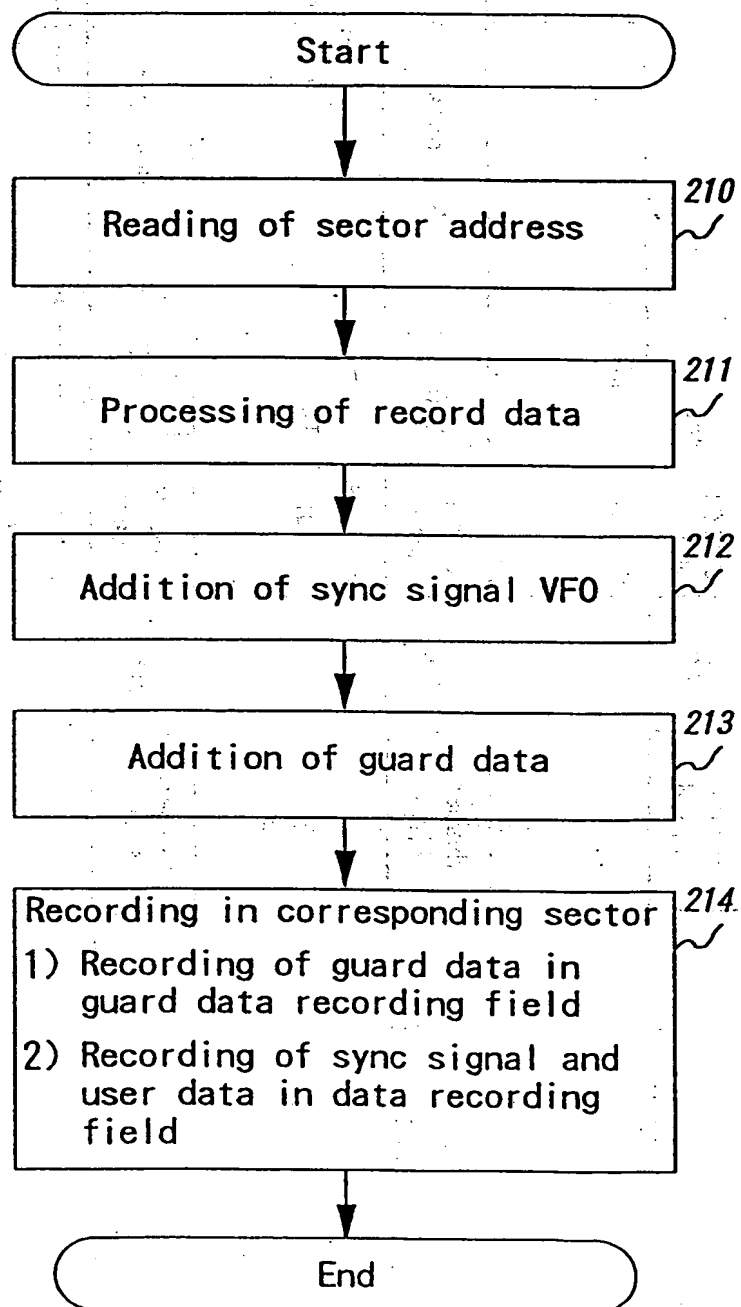 Start
210
Reading of sector address
211
Processing of record data
212
Addition of sync signal VFO
213
Addition of guard data
214
Recording in corresponding sector
1) Recording of guard data in
guard data recording field
2) Recording of sync signal and
user data in data recording
field
End